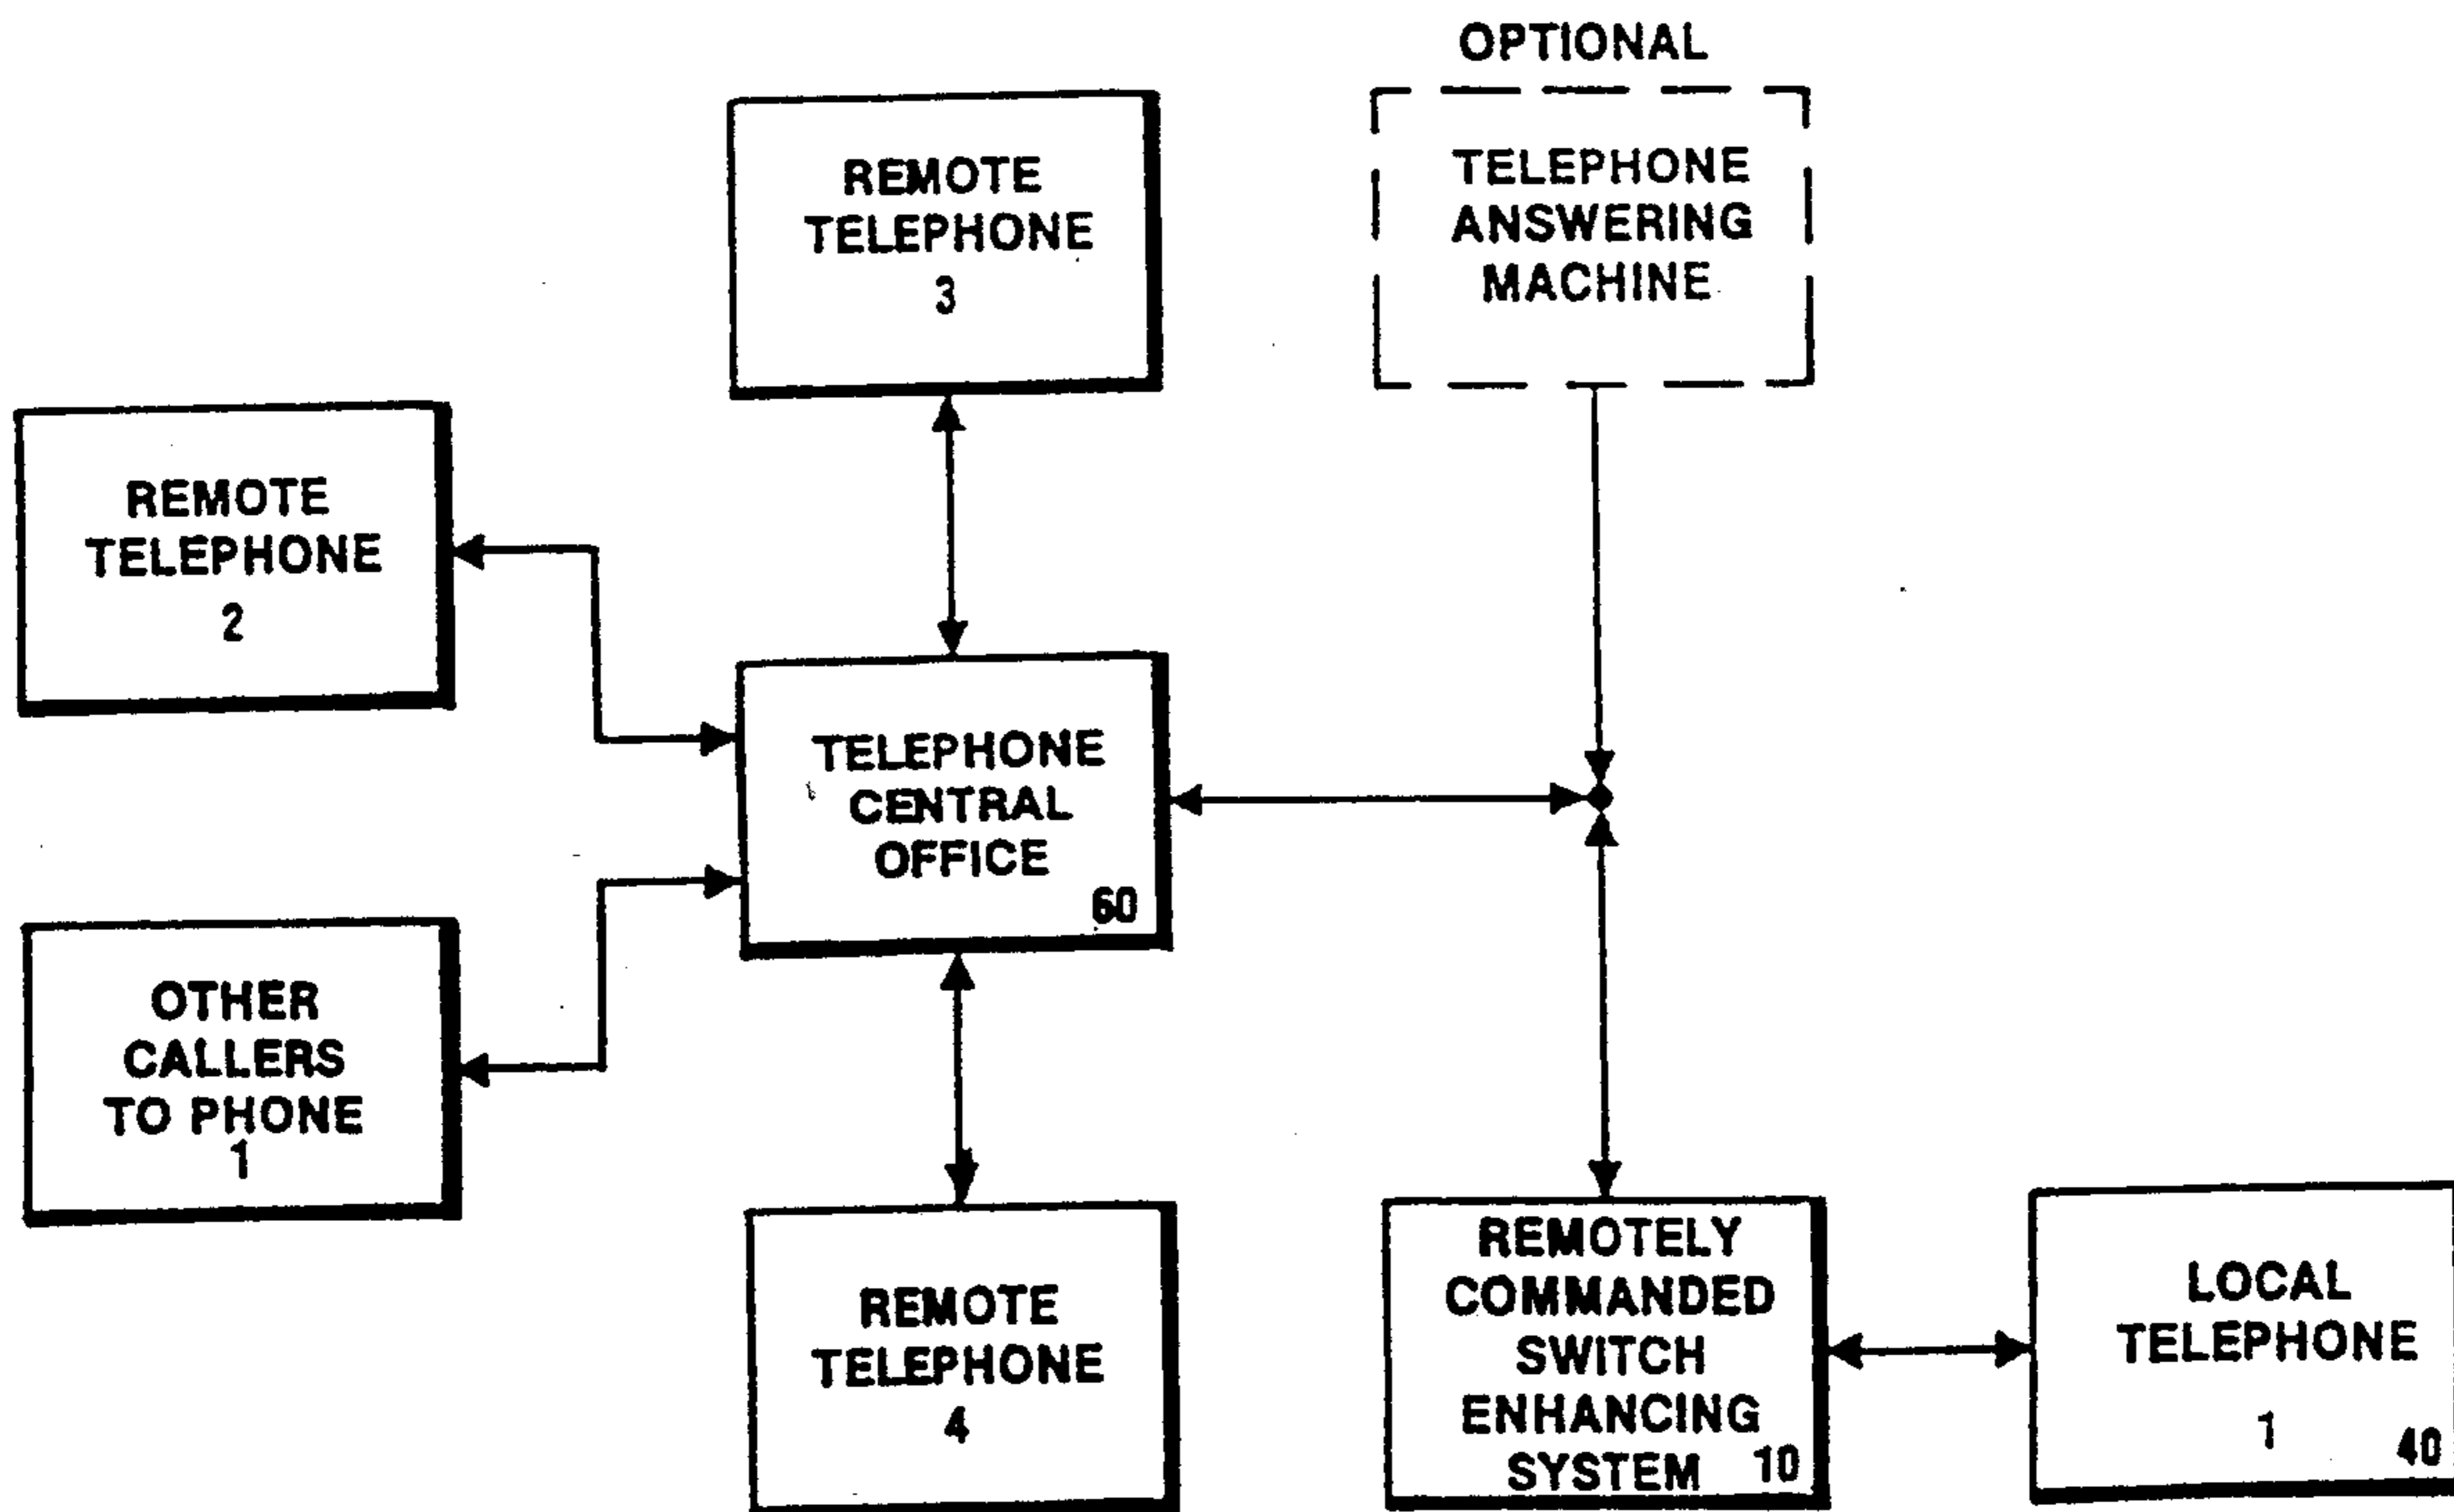 OPTIONAL
TELEPHONE
ANSWERING
MACHINE
REMOTE
TELEPHONE
3
REMOTE
TELEPHONE
2
TELEPHONE
CENTRAL
OFFICE
60
OTHER
CALLERS
TO PHONE
1
REMOTE
TELEPHONE
4
REMOTELY
COMMANDED
SWITCH
ENHANCING
SYSTEM 10
LOCAL
TELEPHONE
1
40